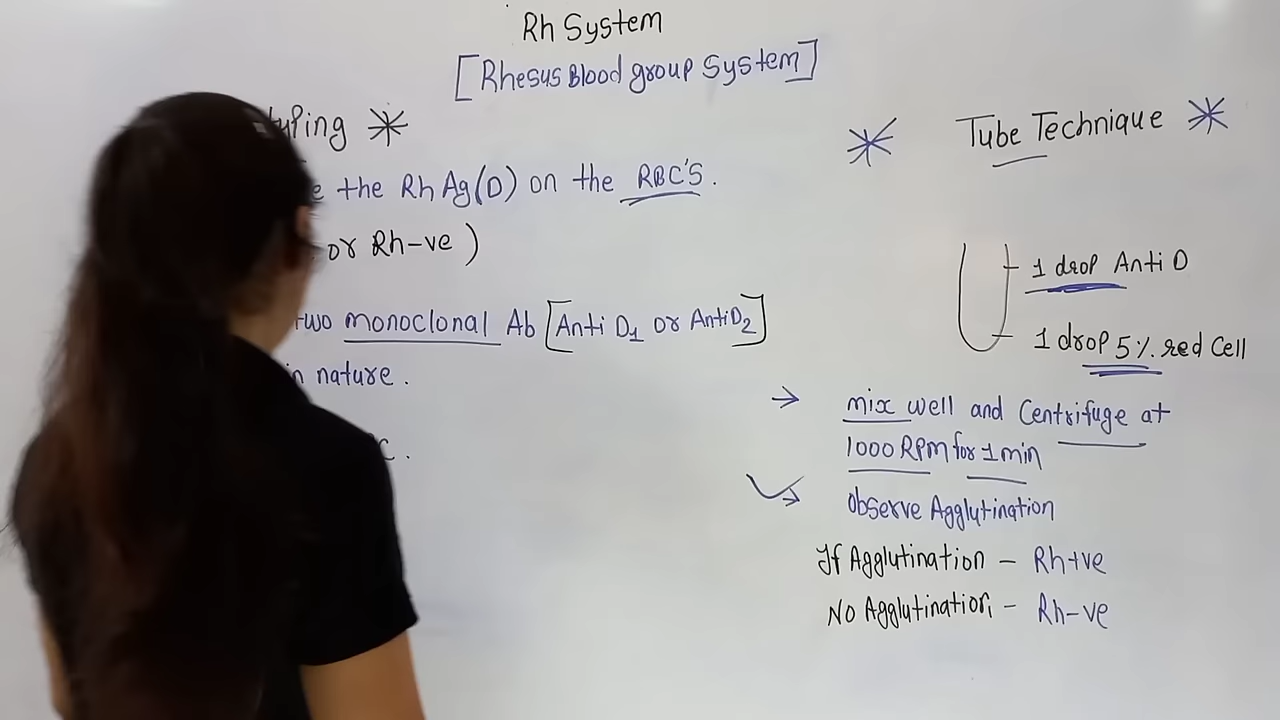 Rh System
[Rhesus Blood group System]
typing *
the Rh Ag(D) on the RBC'S.
or Rh-ve )
two monoclonal Ab [Anti D1 or Anti D2]
in nature.
* Tube Technique *
1 drop Anti D
1 drop 5% red Cell
→ mix well and Centrifuge at
1000 RPM for 1 min
→ Observe Agglutination
If Agglutination - Rh+ve
No Agglutination - Rh-ve